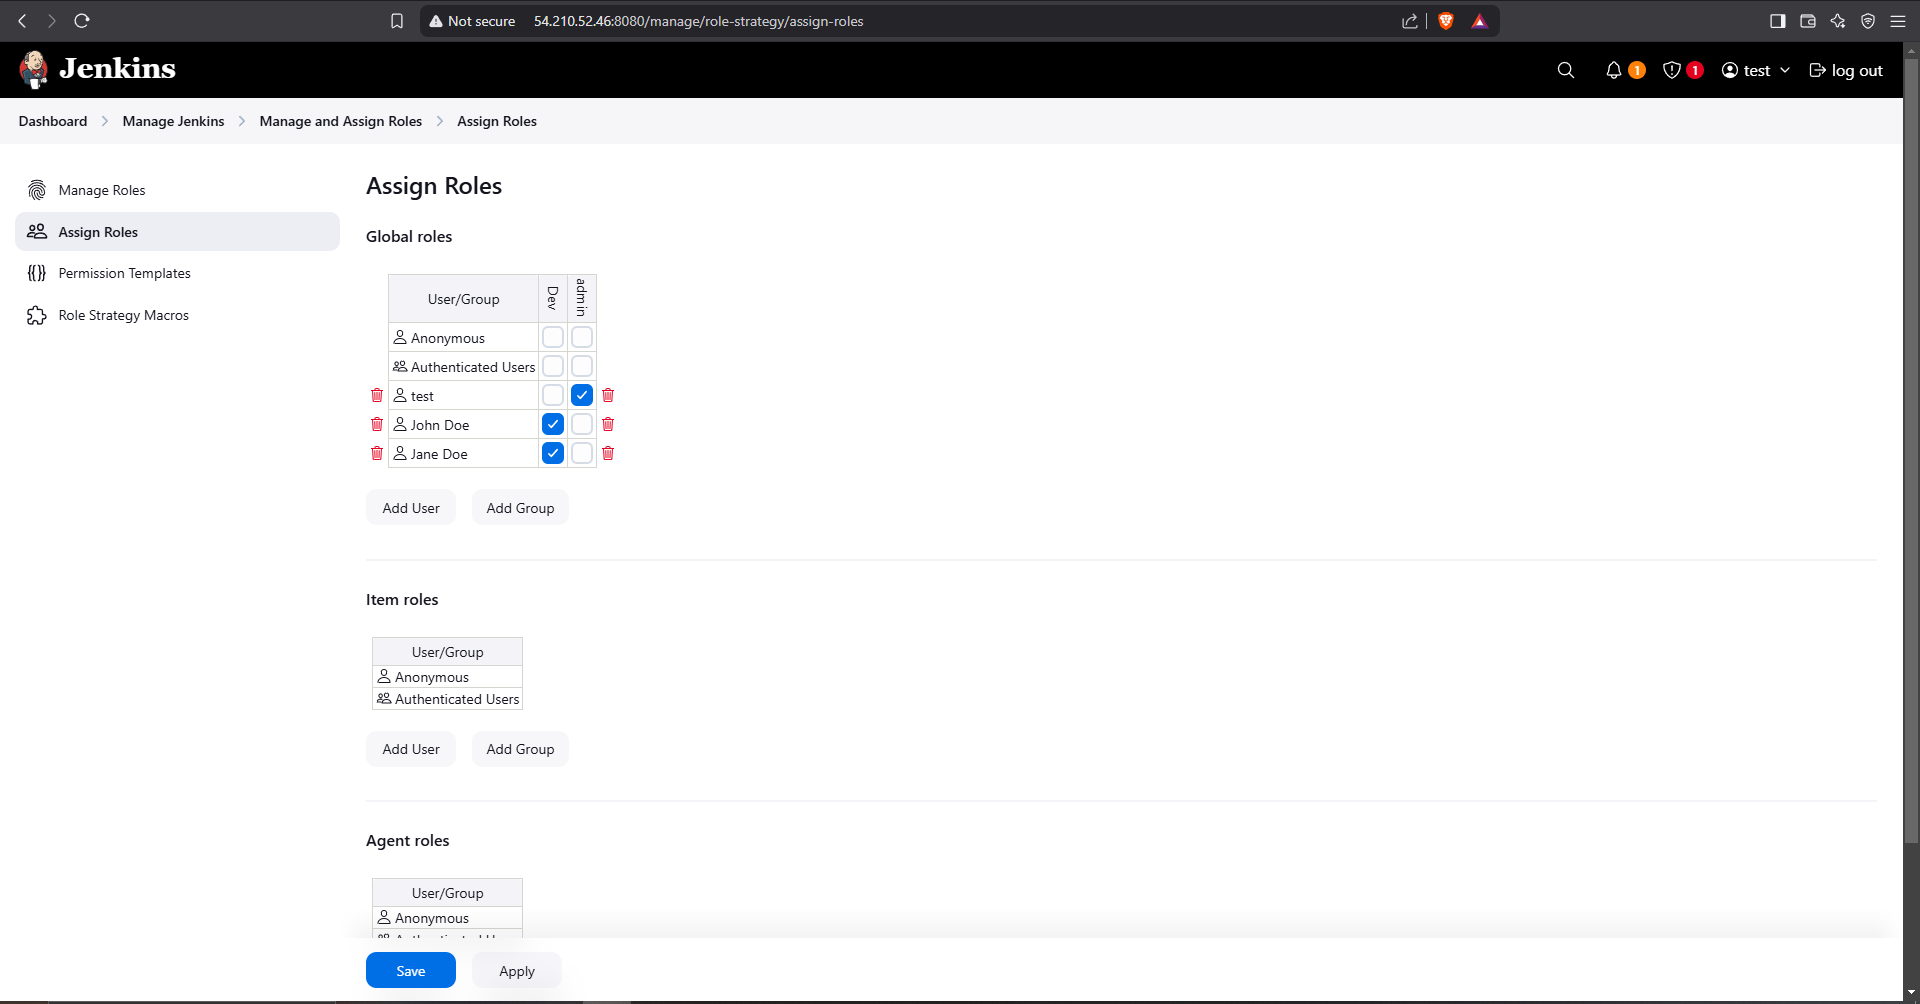 Not secure 54.210.52.46:8080/manage/role-strategy/assign-roles
Jenkins
1
1
test
log out
Dashboard
Manage Jenkins
Manage and Assign Roles
Assign Roles
Manage Roles
Assign Roles
Permission Templates
Role Strategy Macros
Assign Roles
Global roles
User/Group
Dev
admin
Anonymous
Authenticated Users
test
John Doe
Jane Doe
Add User
Add Group
Item roles
User/Group
Anonymous
Authenticated Users
Add User
Add Group
Agent roles
User/Group
Anonymous
Save
Apply